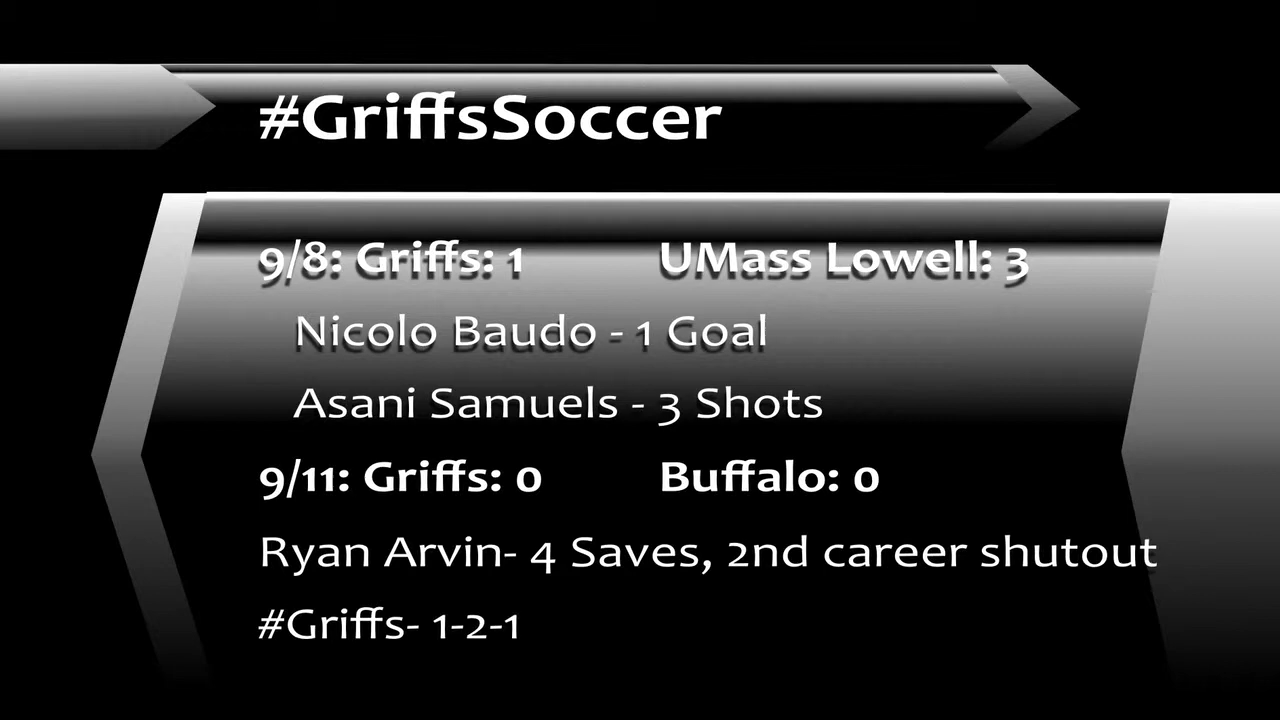 #GriffsSoccer
9/8: Griffs: 1 UMass Lowell: 3
Nicolo Baudo - 1 Goal
Asani Samuels - 3 Shots
9/11: Griffs: 0 Buffalo: 0
Ryan Arvin- 4 Saves, 2nd career shutout
#Griffs- 1-2-1